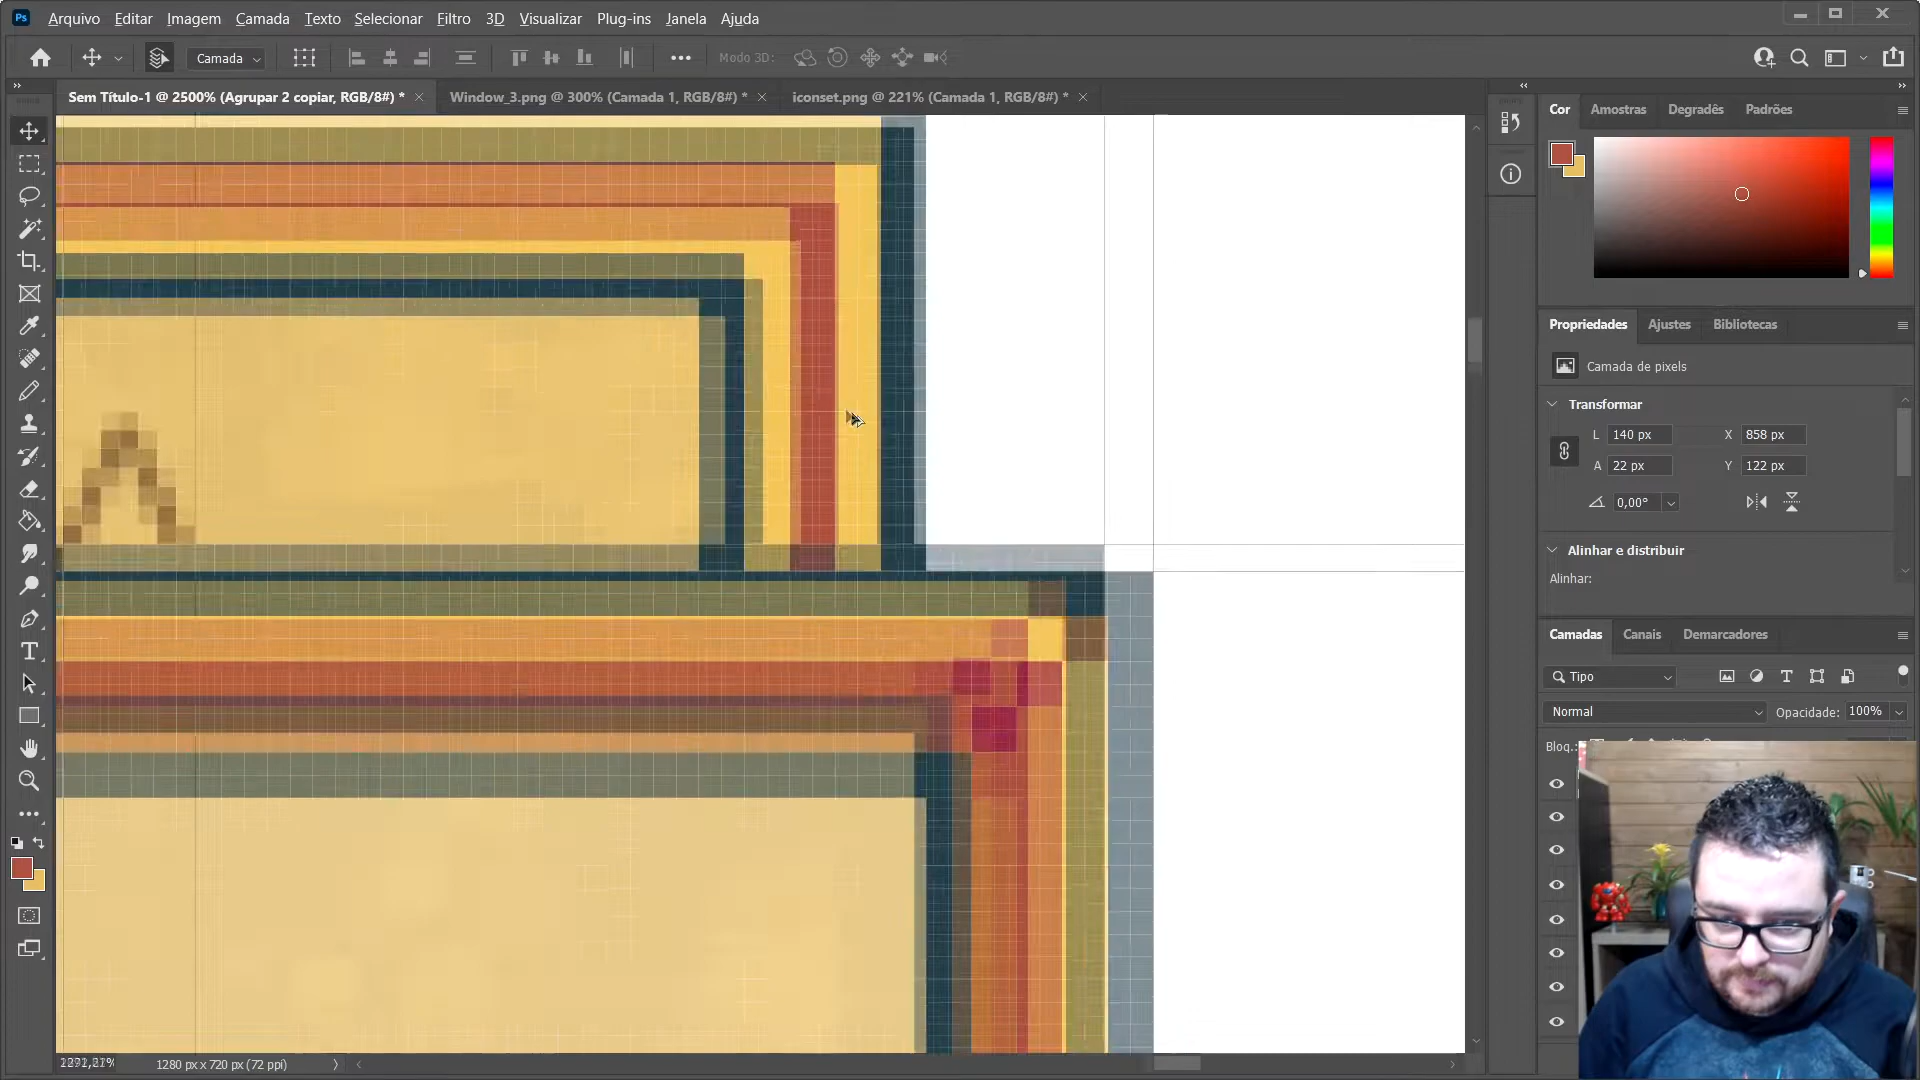 Ps Arquivo Editar Imagem Camada Texto Selecionar Filtro 3D Visualizar Plug-ins Janela Ajuda
Camada Modo 3D:
Sem Título-1 @ 2500% (Agrupar 2 copiar, RGB/8#) * Window_3.png @ 300% (Camada 1, RGB/8#) * iconset.png @ 221% (Camada 1, RGB/8#) *
Cor Amostras Degradês Padrões
Propriedades Ajustes Bibliotecas
Camada de pixels
Transformar
L 140 px X 858 px
A 22 px Y 122 px
0,00°
Alinhar e distribuir
Alinhar:
Camadas Canais Demarcadores
Tipo
Normal Opacidade: 100%
Bloq.:
1280 px x 720 px (72 ppi)